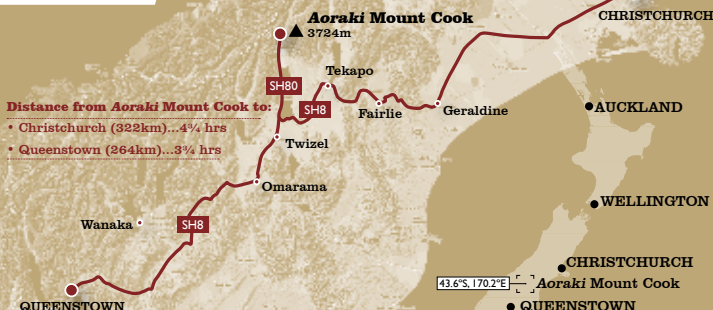 Aoraki Mount Cook
3724m
CHRISTCHURCH
Tekapo
SH80
SH8
Distance from Aoraki Mount Cook to:
• Christchurch (322km)...4¾ hrs
• Queenstown (264km)...3¾ hrs
Fairlie
Geraldine
AUCKLAND
Twizel
Omarama
WELLINGTON
Wanaka
SH8
CHRISTCHURCH
43.6°S, 170.2°E
Aoraki Mount Cook
QUEENSTOWN
QUEENSTOWN